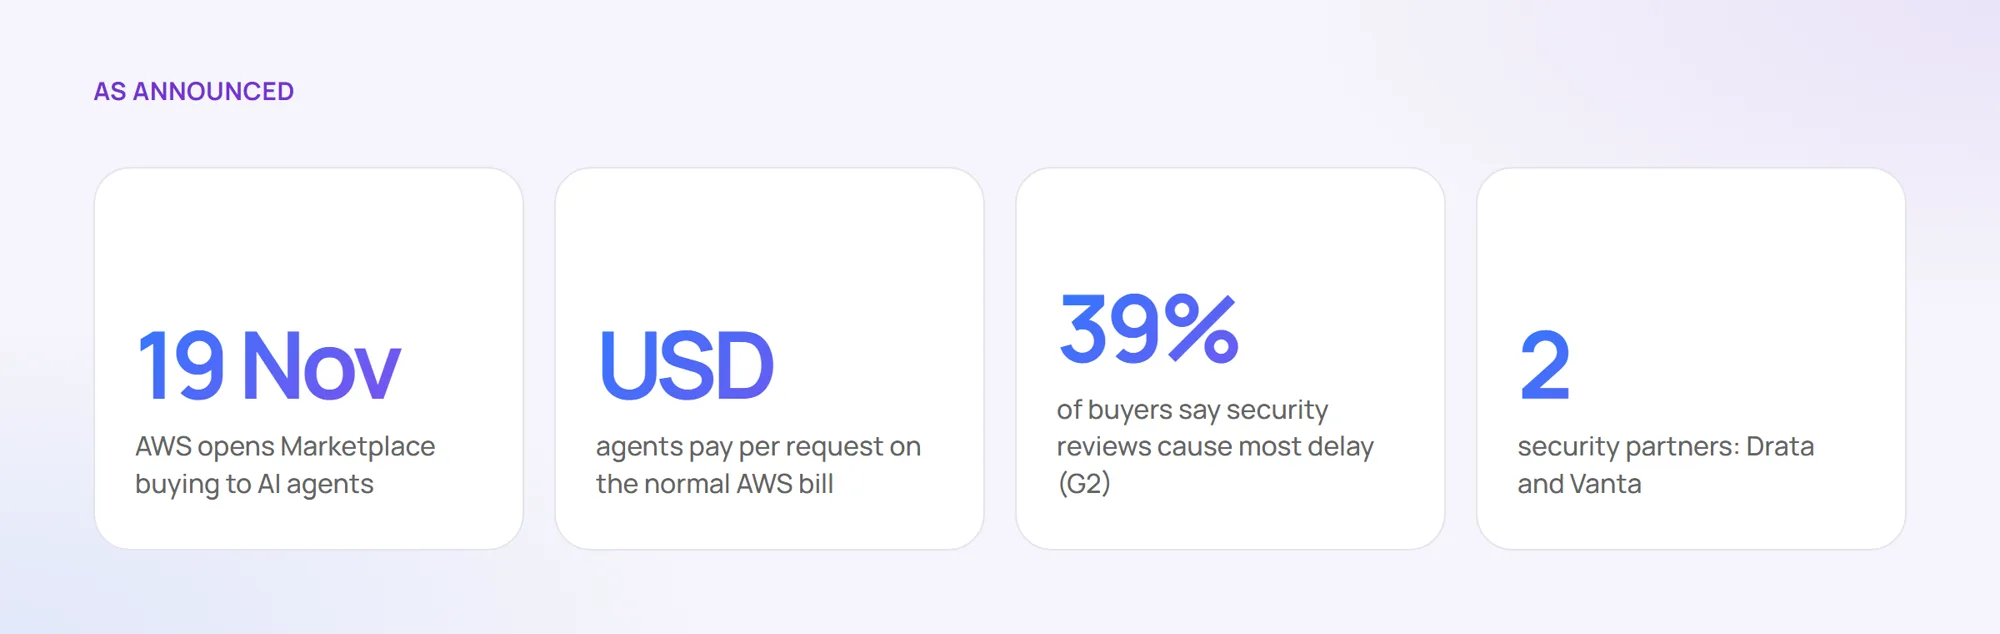 AS ANNOUNCED
19 Nov
AWS opens Marketplace
buying to AI agents
USD
agents pay per request on
the normal AWS bill
39%
of buyers say security
reviews cause most delay
(G2)
2
security partners: Drata
and Vanta